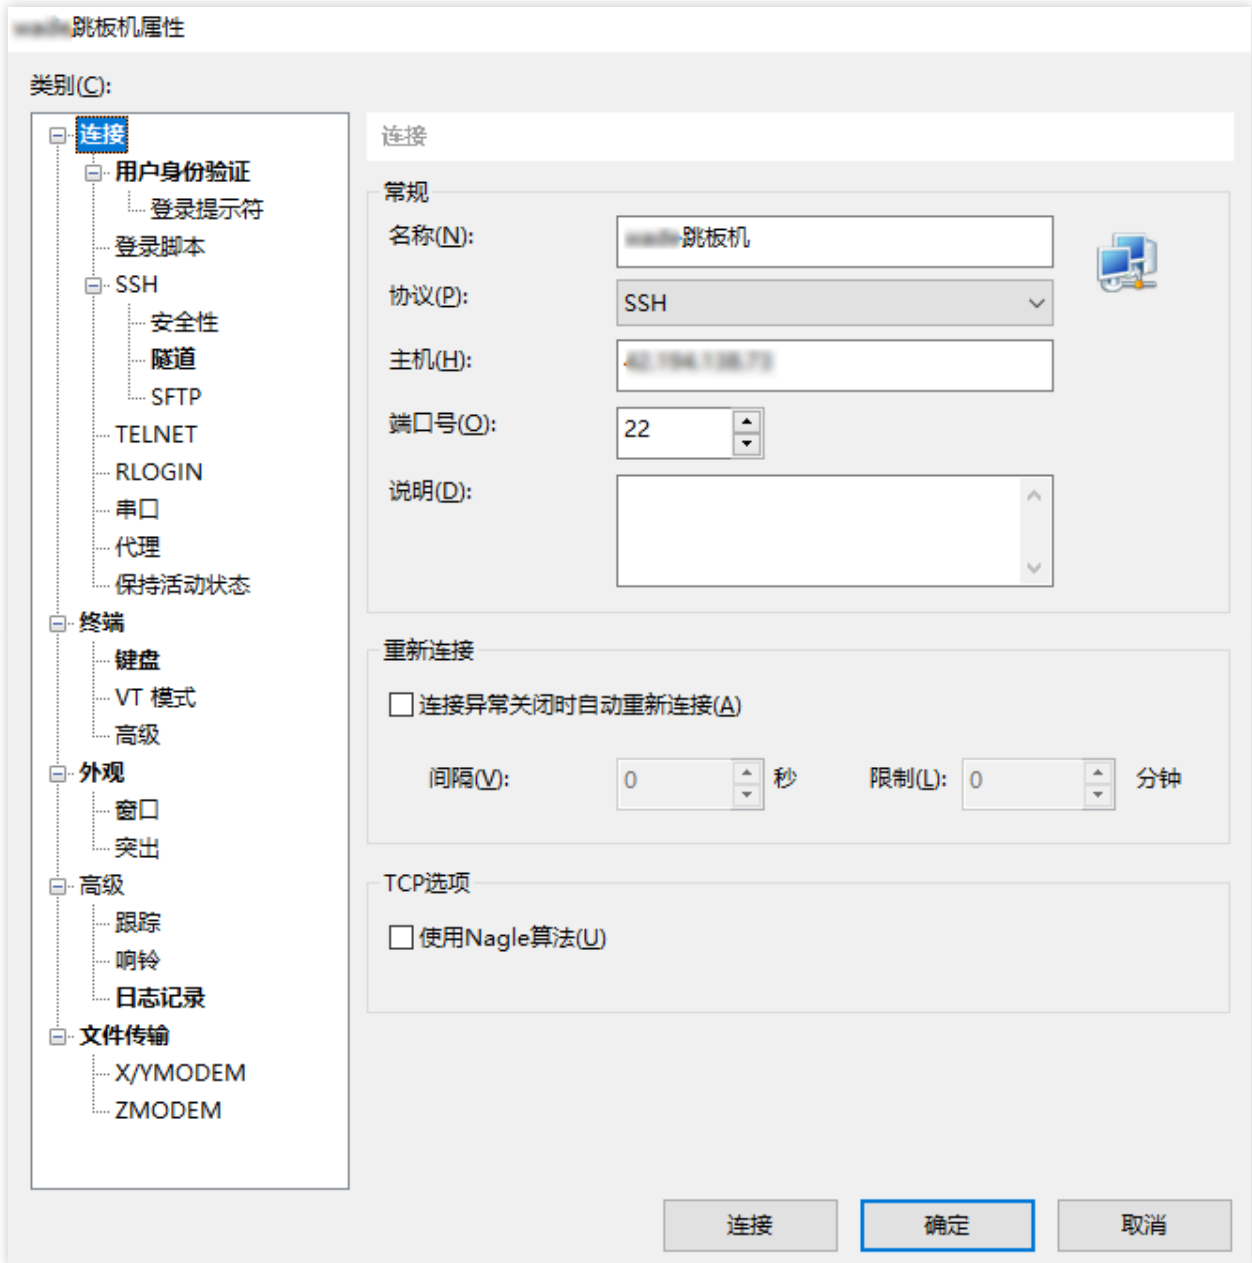 跳板机属性
类别(C):
连接
用户身份验证
登录提示符
登录脚本
SSH
安全性
隧道
SFTP
TELNET
RLOGIN
串口
代理
保持活动状态
终端
键盘
VT 模式
高级
外观
窗口
突出
高级
跟踪
响铃
日志记录
文件传输
X/YMODEM
ZMODEM
连接
常规
名称(N): 跳板机
协议(P): SSH
主机(H):
端口号(O): 22
说明(D):
重新连接
连接异常关闭时自动重新连接(A)
间隔(V): 0 秒 限制(L): 0 分钟
TCP选项
使用Nagle算法(U)
连接 确定 取消